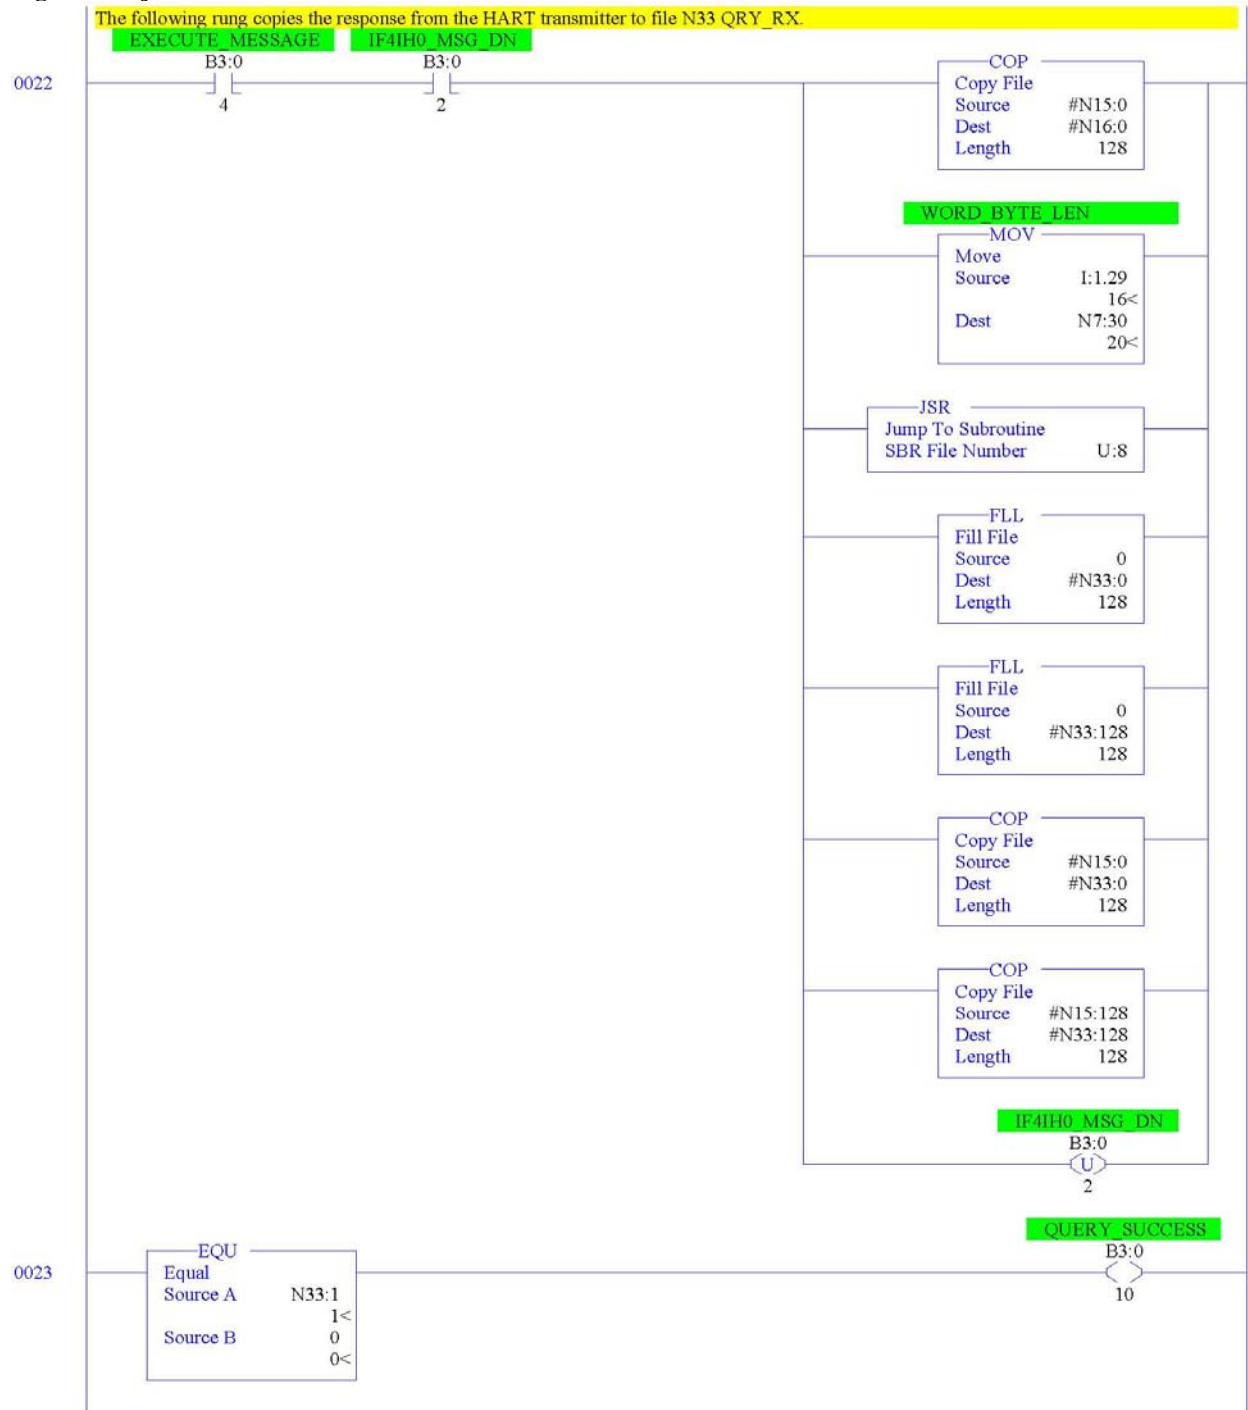 The following rung copies the response from the HART transmitter to file N33 QRY_RX.
EXECUTE_MESSAGE IF4IH0_MSG_DN
B3:0 B3:0
0022
4 2
COP
Copy File
Source #N15:0
Dest #N16:0
Length 128
WORD_BYTE_LEN
MOV
Move
Source I:1.29
16<
Dest N7:30
20<
JSR
Jump To Subroutine
SBR File Number U:8
FLL
Fill File
Source 0
Dest #N33:0
Length 128
FLL
Fill File
Source 0
Dest #N33:128
Length 128
COP
Copy File
Source #N15:0
Dest #N33:0
Length 128
COP
Copy File
Source #N15:128
Dest #N33:128
Length 128
IF4IH0_MSG_DN
B3:0
U
2
QUERY_SUCCESS
B3:0
10
0023
EQU
Equal
Source A N33:1
1<
Source B 0
0<